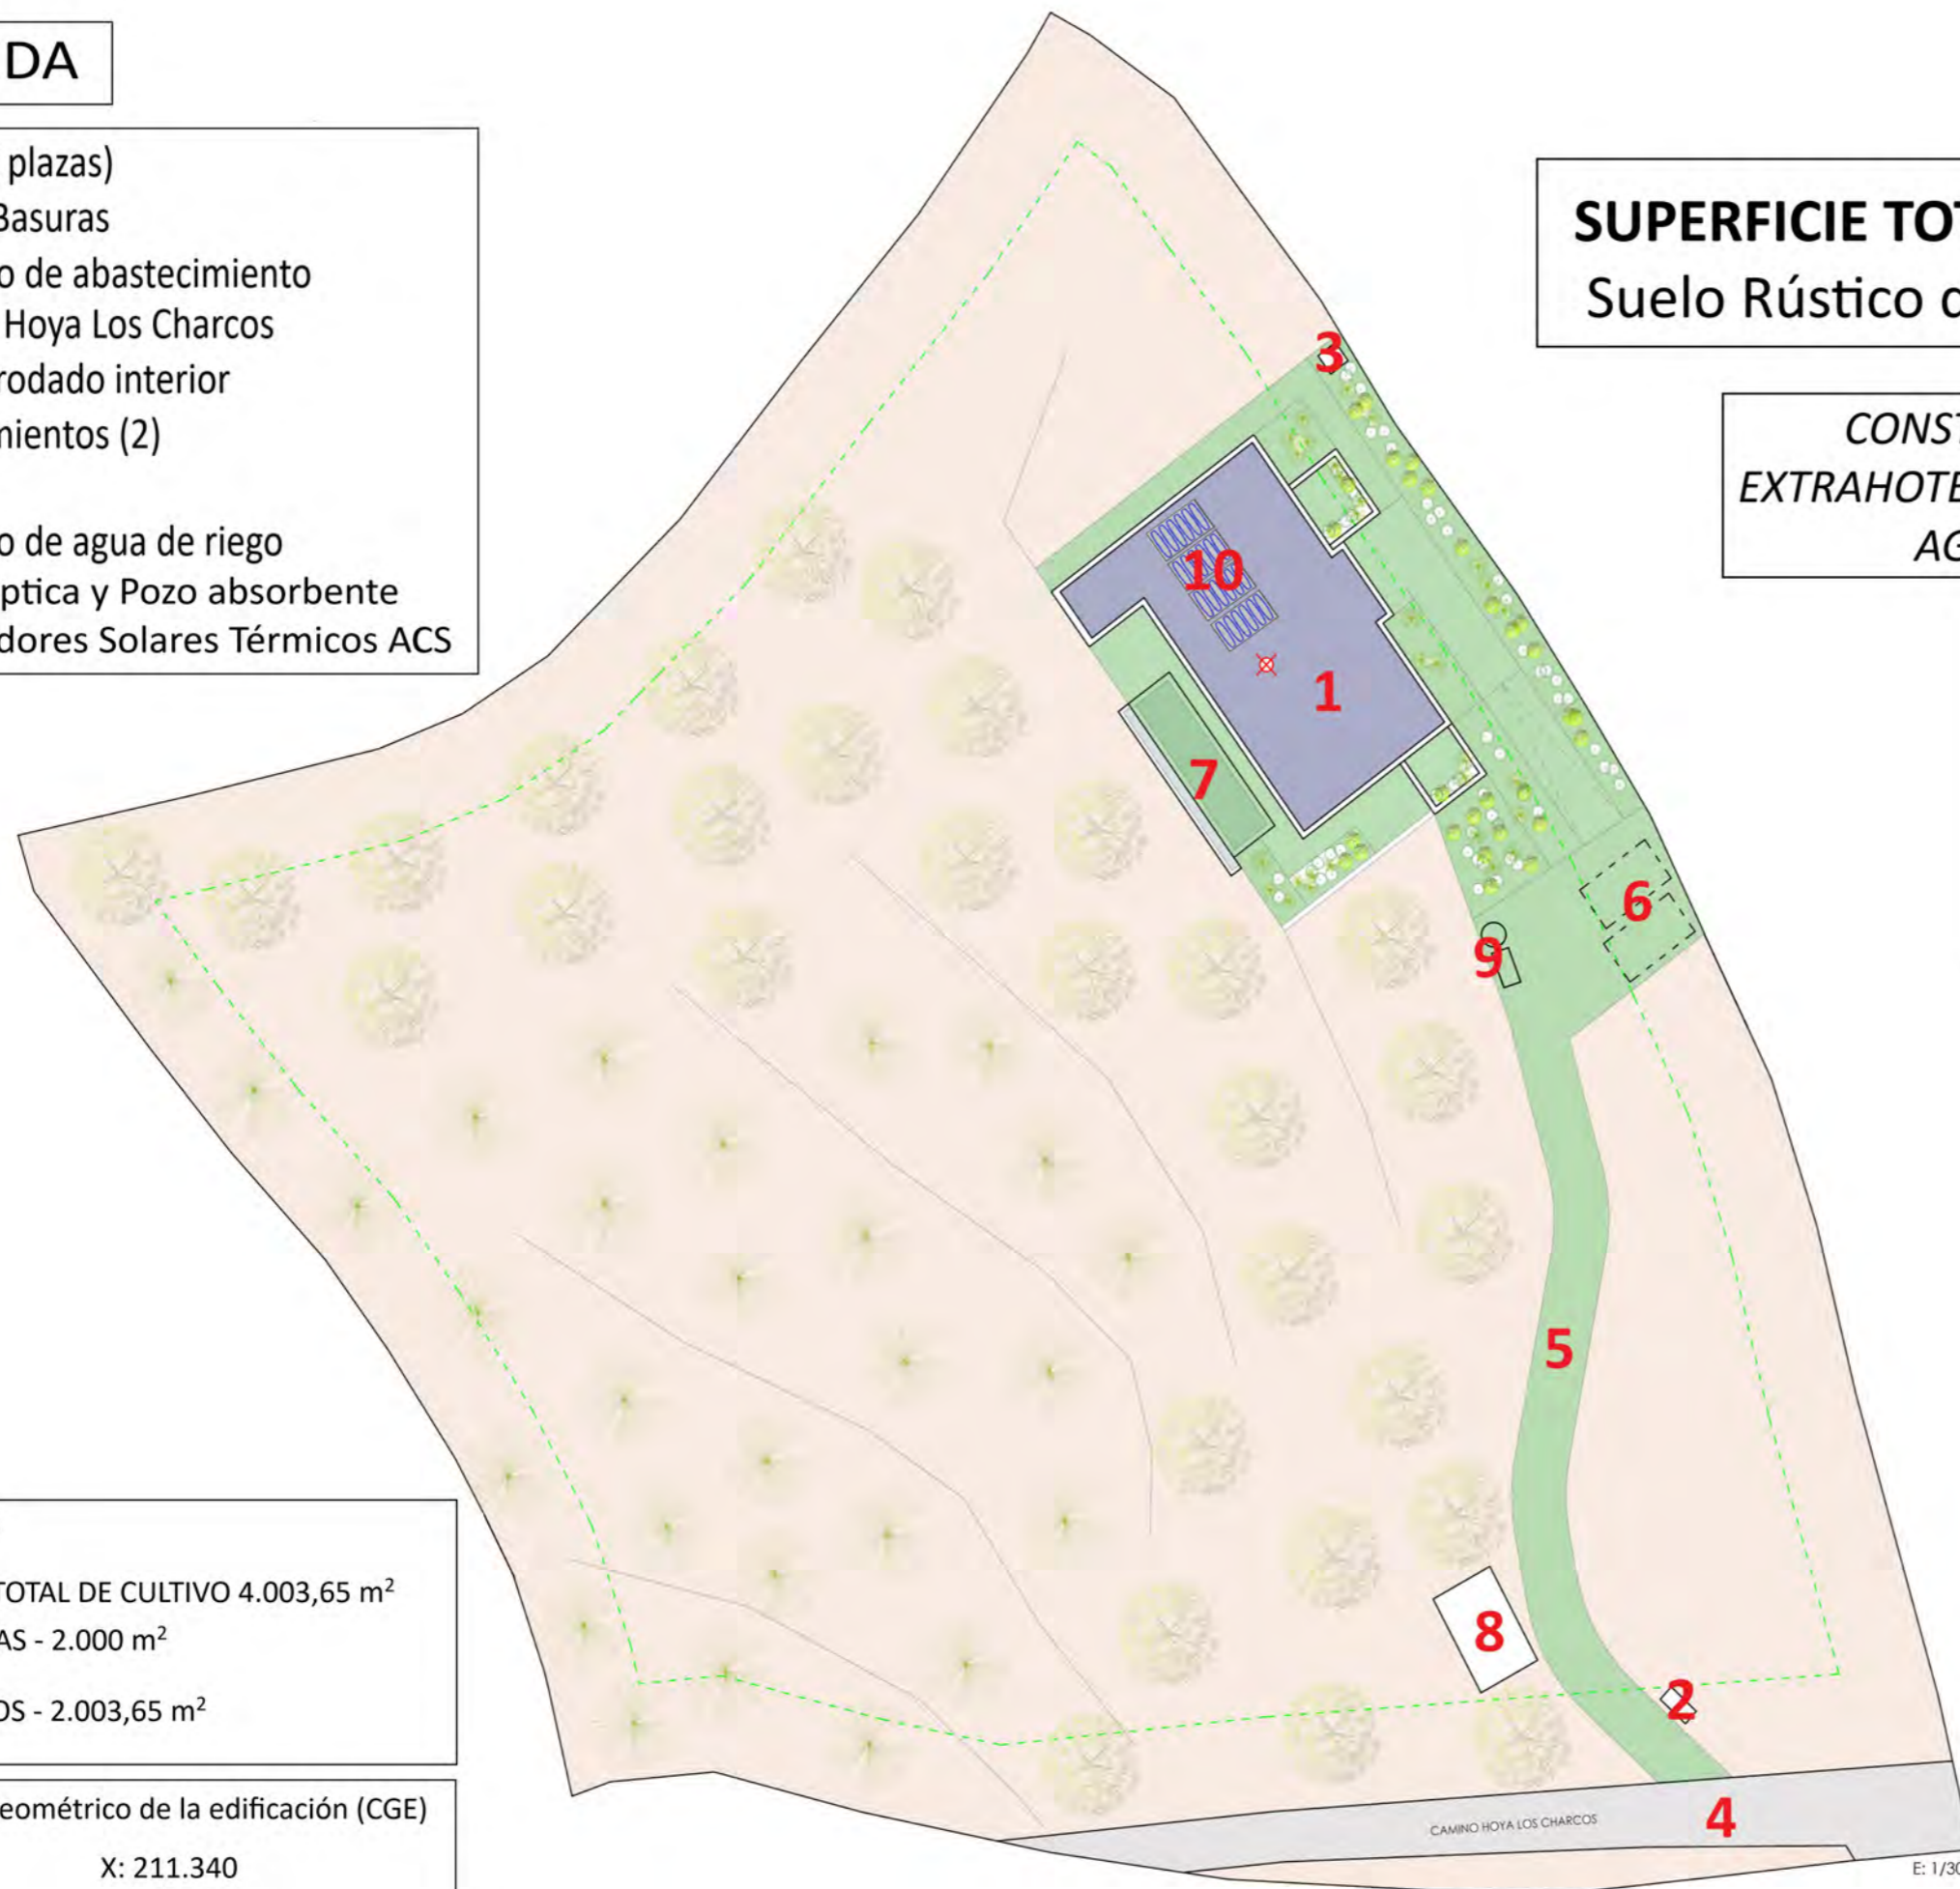 DA
plazas)
Basuras
o de abastecimiento
Hoya Los Charcos
rodado interior
mientos (2)
o de agua de riego
ptica y Pozo absorbente
dores Solares Térmicos ACS
SUPERFICIE TOT
Suelo Rústico d
CONST
EXTRAHOTE
AG
3
10
1
7
6
9
5
8
2
4
CAMINO HOYA LOS CHARCOS
TOTAL DE CULTIVO 4.003,65 m²
AS - 2.000 m²
OS - 2.003,65 m²
eométrico de la edificación (CGE)
X: 211.340
E: 1/30